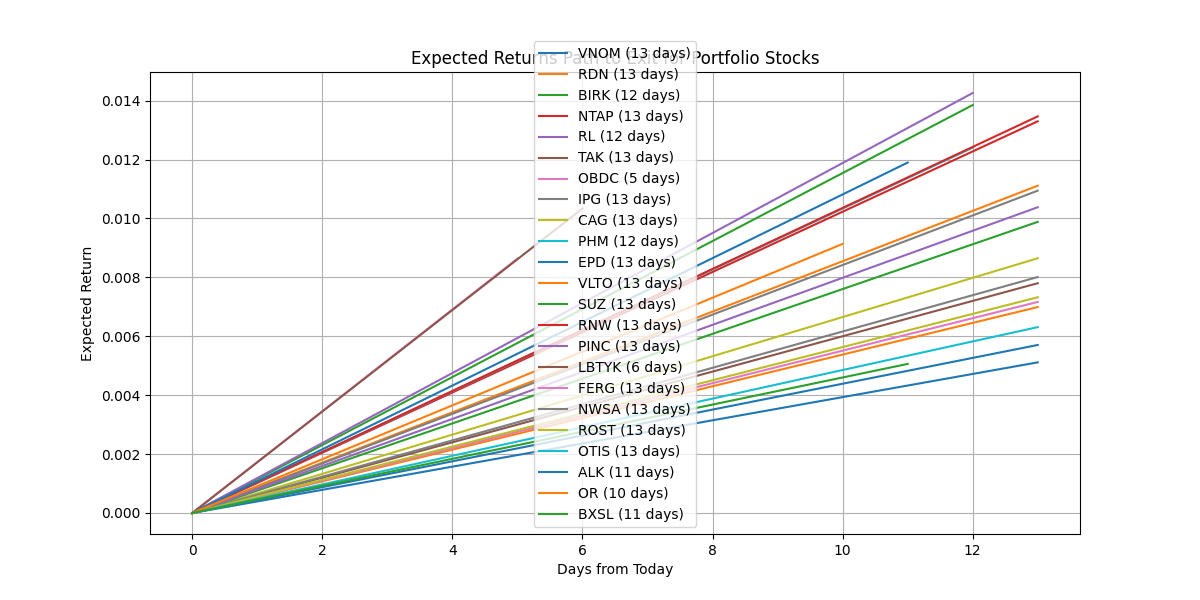 Expected Returns Path to Exit for Portfolio Stocks
VNOM (13 days)
RDN (13 days)
BIRK (12 days)
NTAP (13 days)
RL (12 days)
TAK (13 days)
OBDC (5 days)
IPG (13 days)
CAG (13 days)
PHM (12 days)
EPD (13 days)
VLTO (13 days)
SUZ (13 days)
RNW (13 days)
PINC (13 days)
LBTYK (6 days)
FERG (13 days)
NWSA (13 days)
ROST (13 days)
OTIS (13 days)
ALK (11 days)
OR (10 days)
BXSL (11 days)
Expected Return
0.014
0.012
0.010
0.008
0.006
0.004
0.002
0.000
0 2 4 6 8 10 12
Days from Today